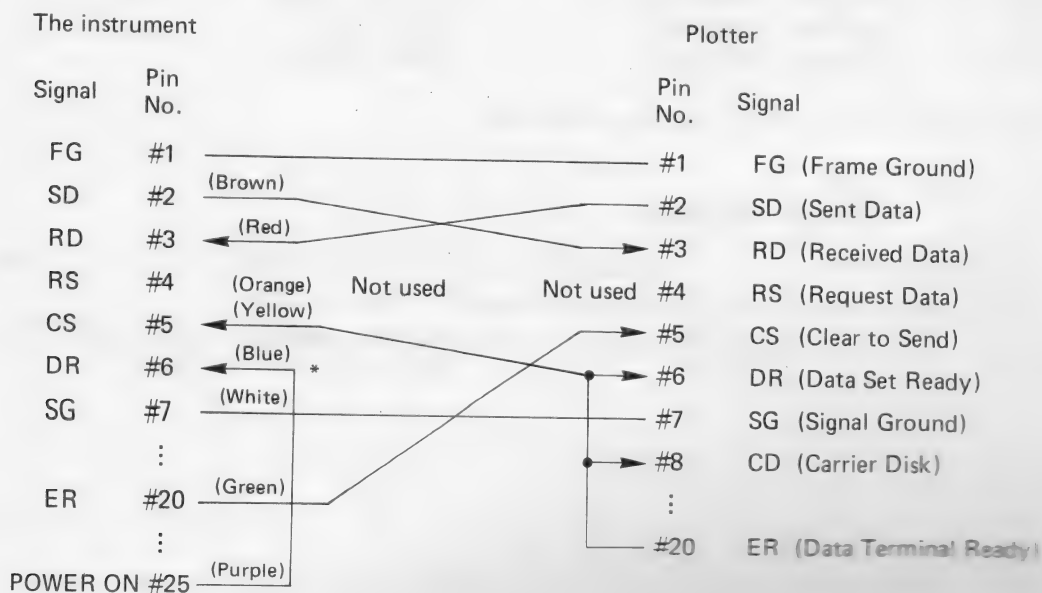 The instrument
Plotter
Signal Pin No.
Pin No. Signal
FG #1 #1 FG (Frame Ground)
SD #2 (Brown) #2 SD (Sent Data)
RD #3 (Red) #3 RD (Received Data)
RS #4 (Orange) Not used Not used #4 RS (Request Data)
CS #5 (Yellow) #5 CS (Clear to Send)
DR #6 (Blue) * #6 DR (Data Set Ready)
SG #7 (White) #7 SG (Signal Ground)
⋮ #8 CD (Carrier Disk)
ER #20 (Green) ⋮
⋮ #20 ER (Data Terminal Ready)
POWER ON #25 (Purple)